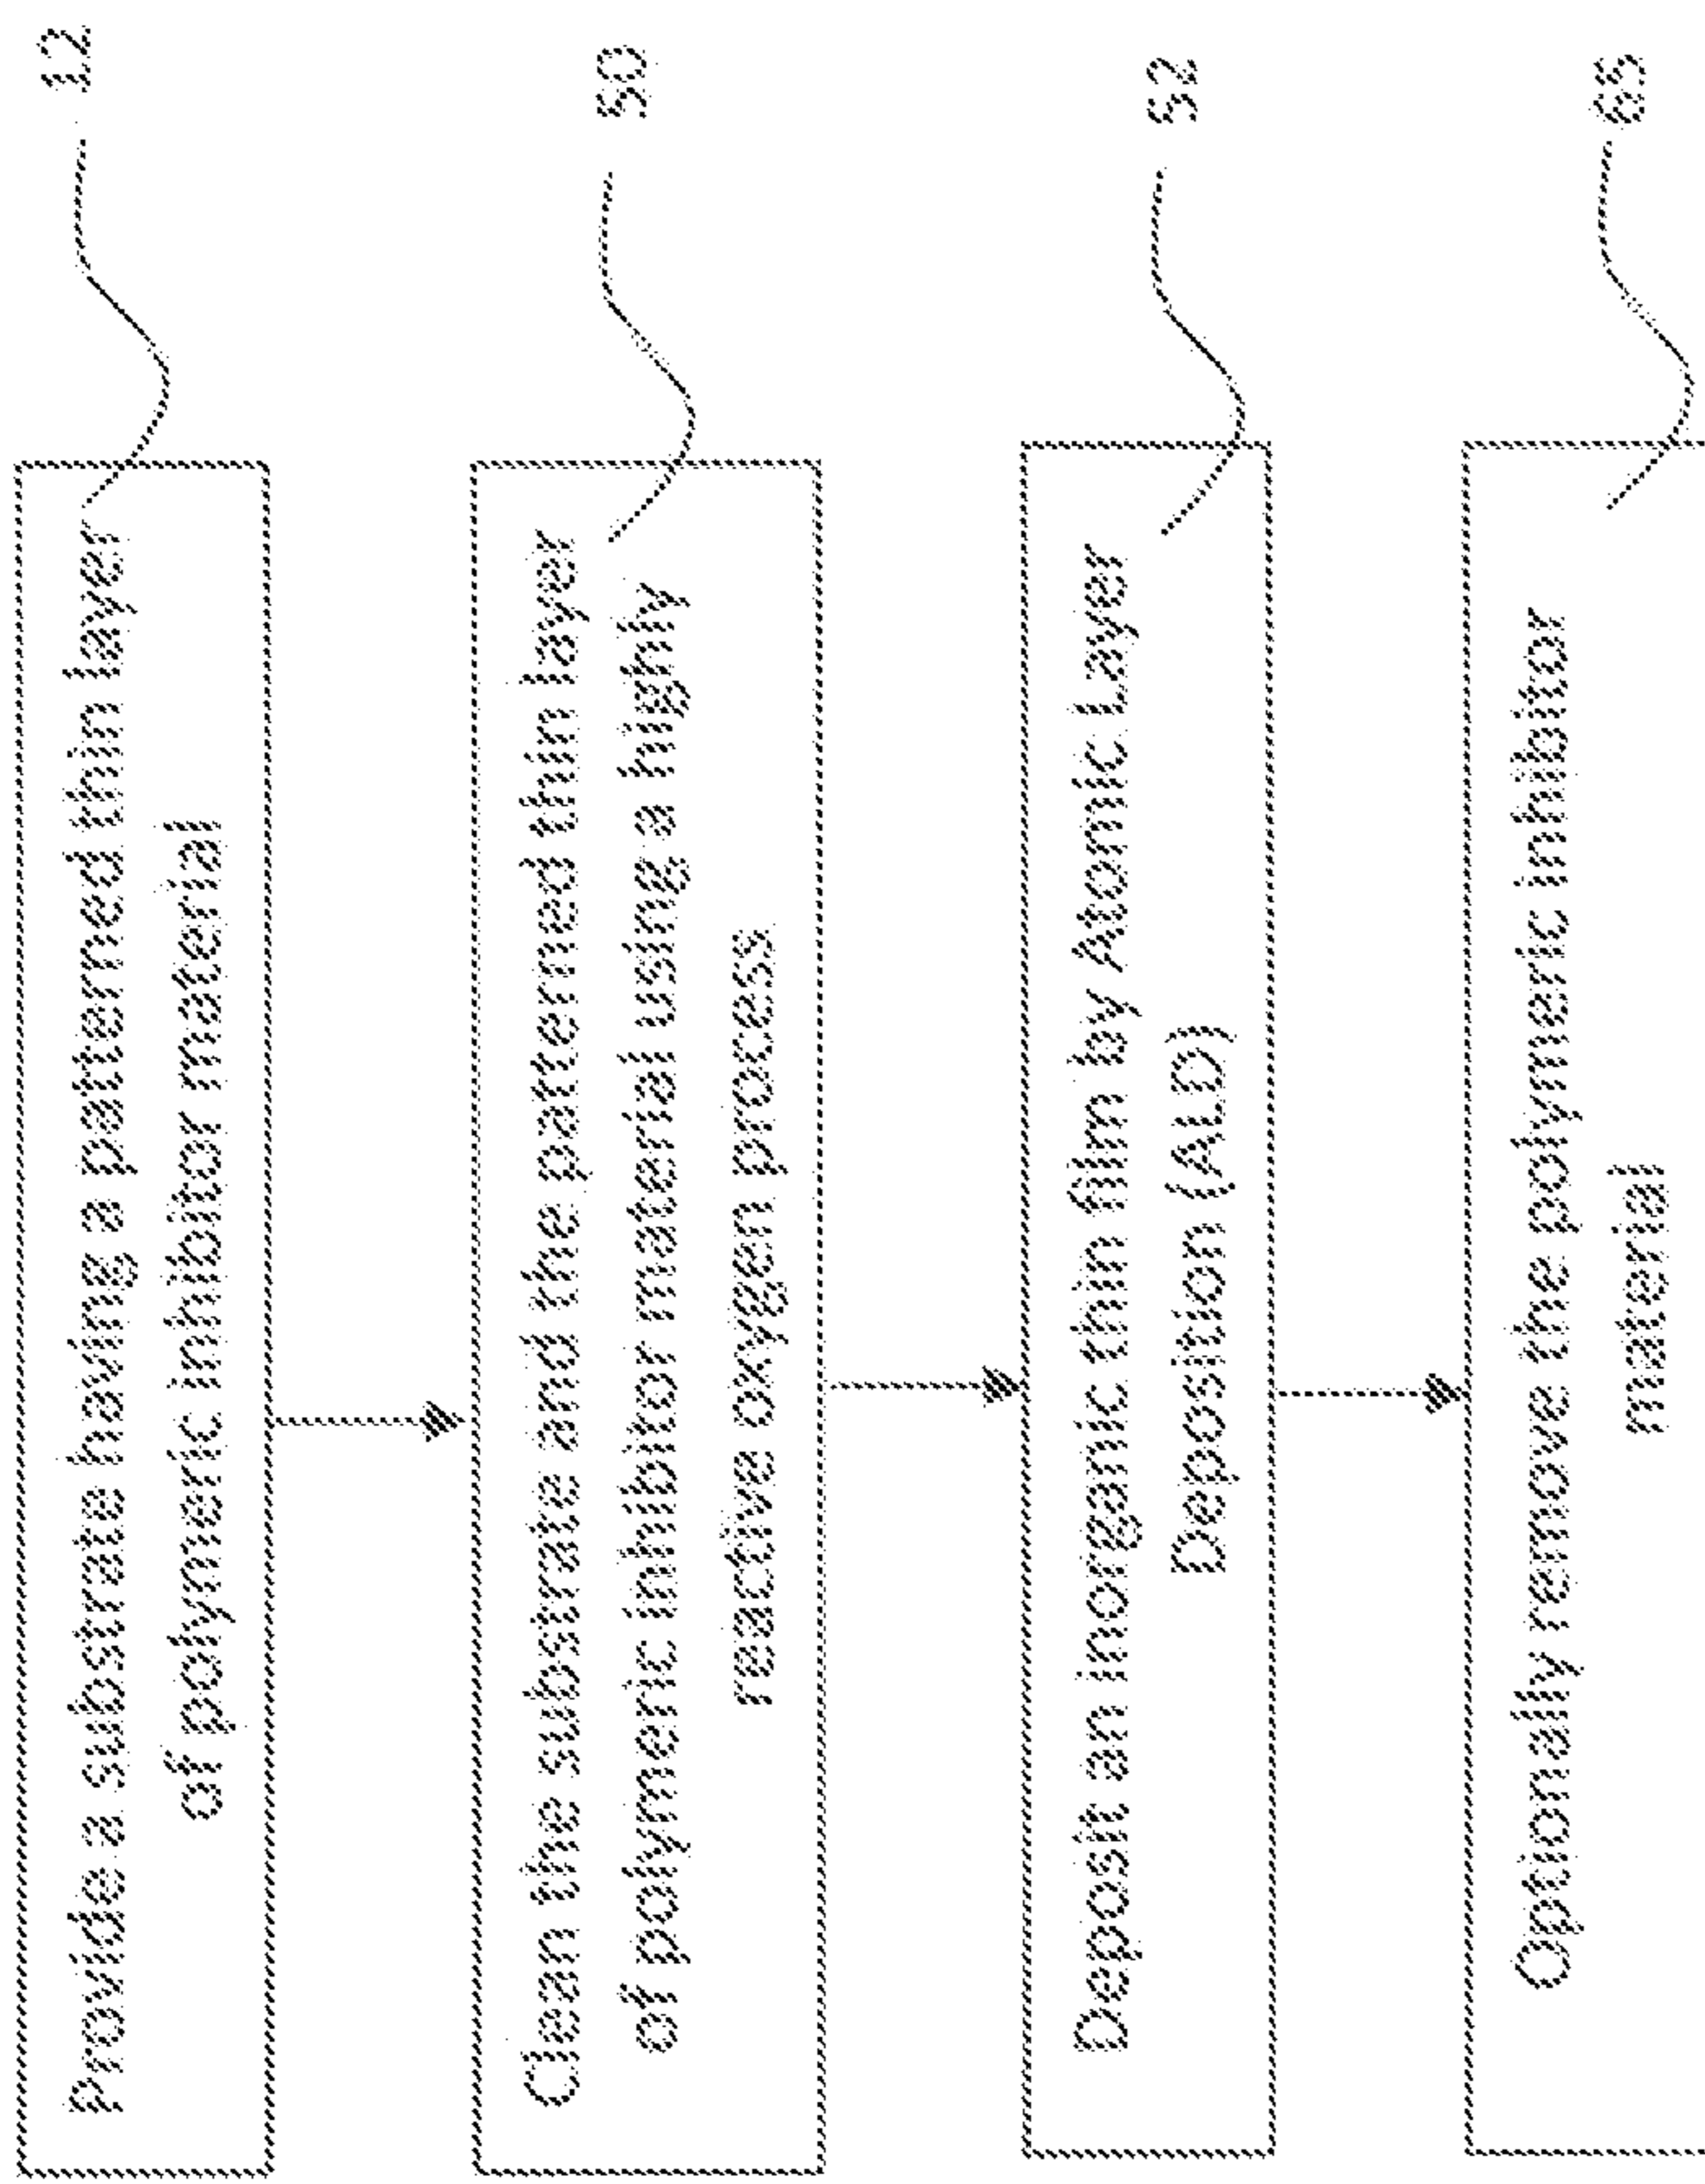 Provide a substrate having a patterned thin layer
of polymeric inhibitor material
12
Clean the substrate and the patterned thin layer
of polymeric inhibitor material using a highly
reactive oxygen process
50
Deposit an inorganic thin film by Atomic Layer
Deposition (ALD)
52
Optionally remove the polymeric inhibitor
material
65